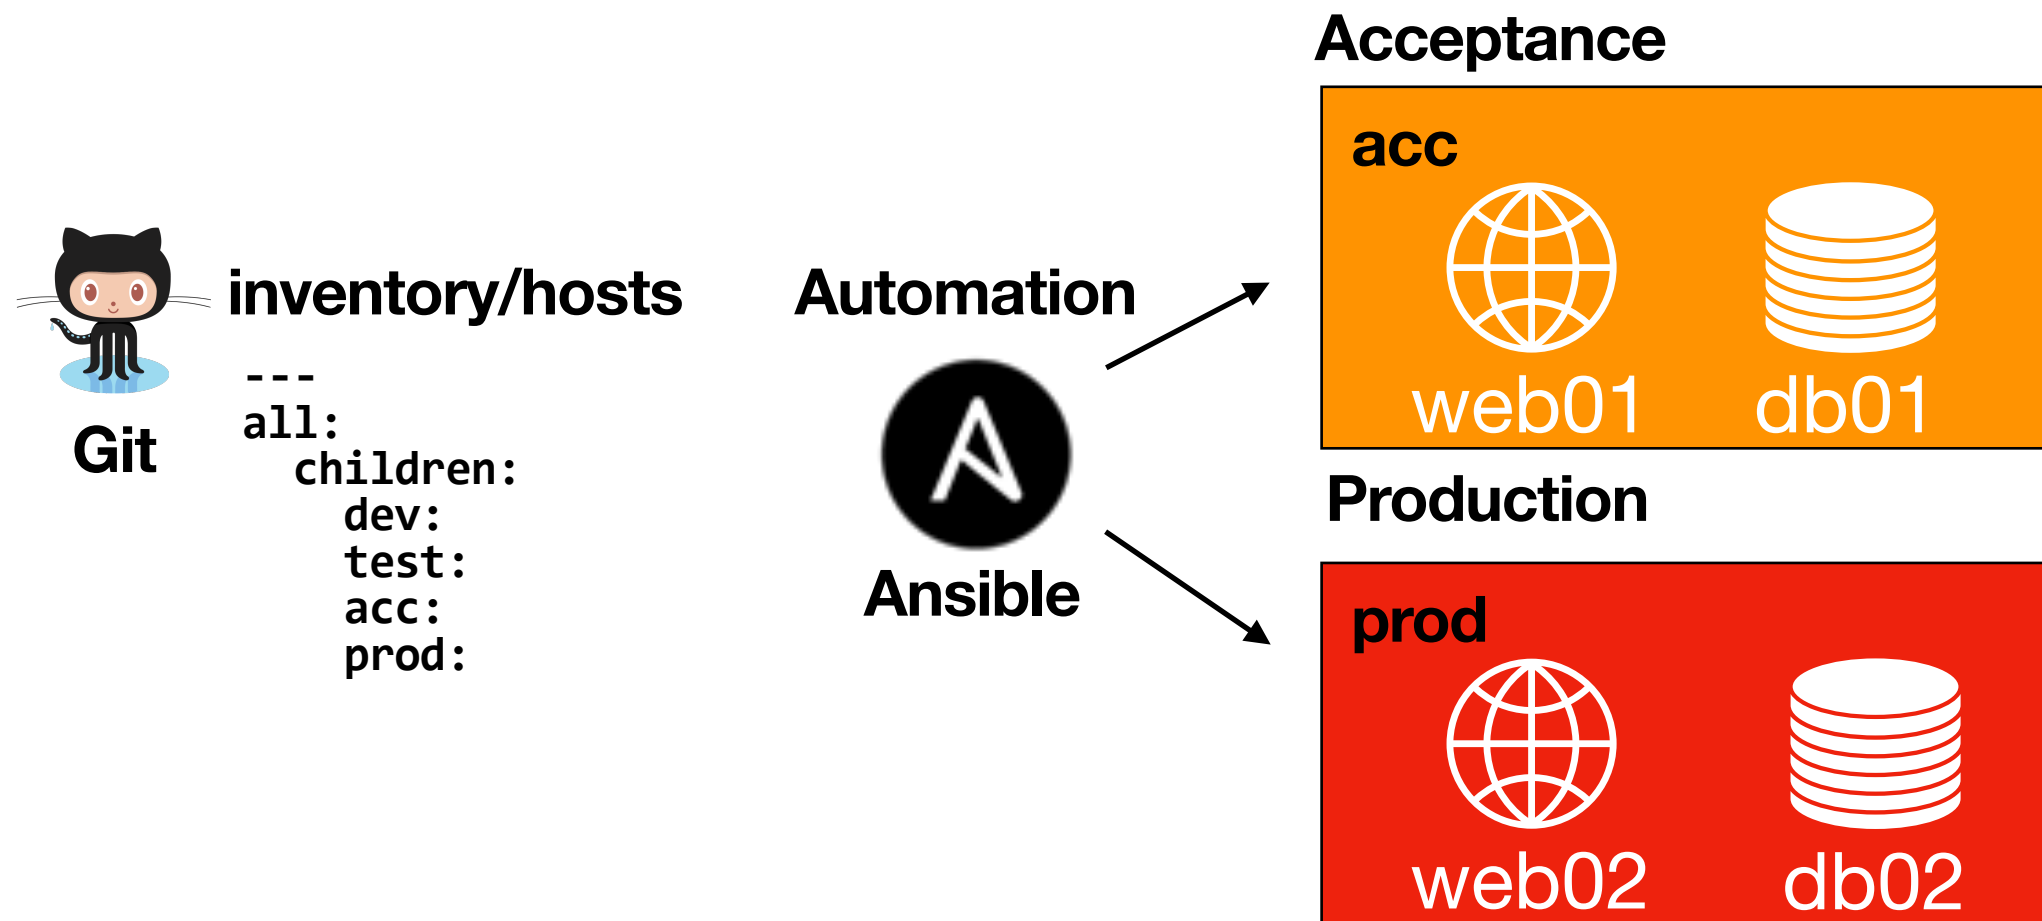 Git
inventory/hosts
---
all:
  children:
    dev:
    test:
    acc:
    prod:
Automation
Ansible
Acceptance
acc
web01 db01
Production
prod
web02 db02